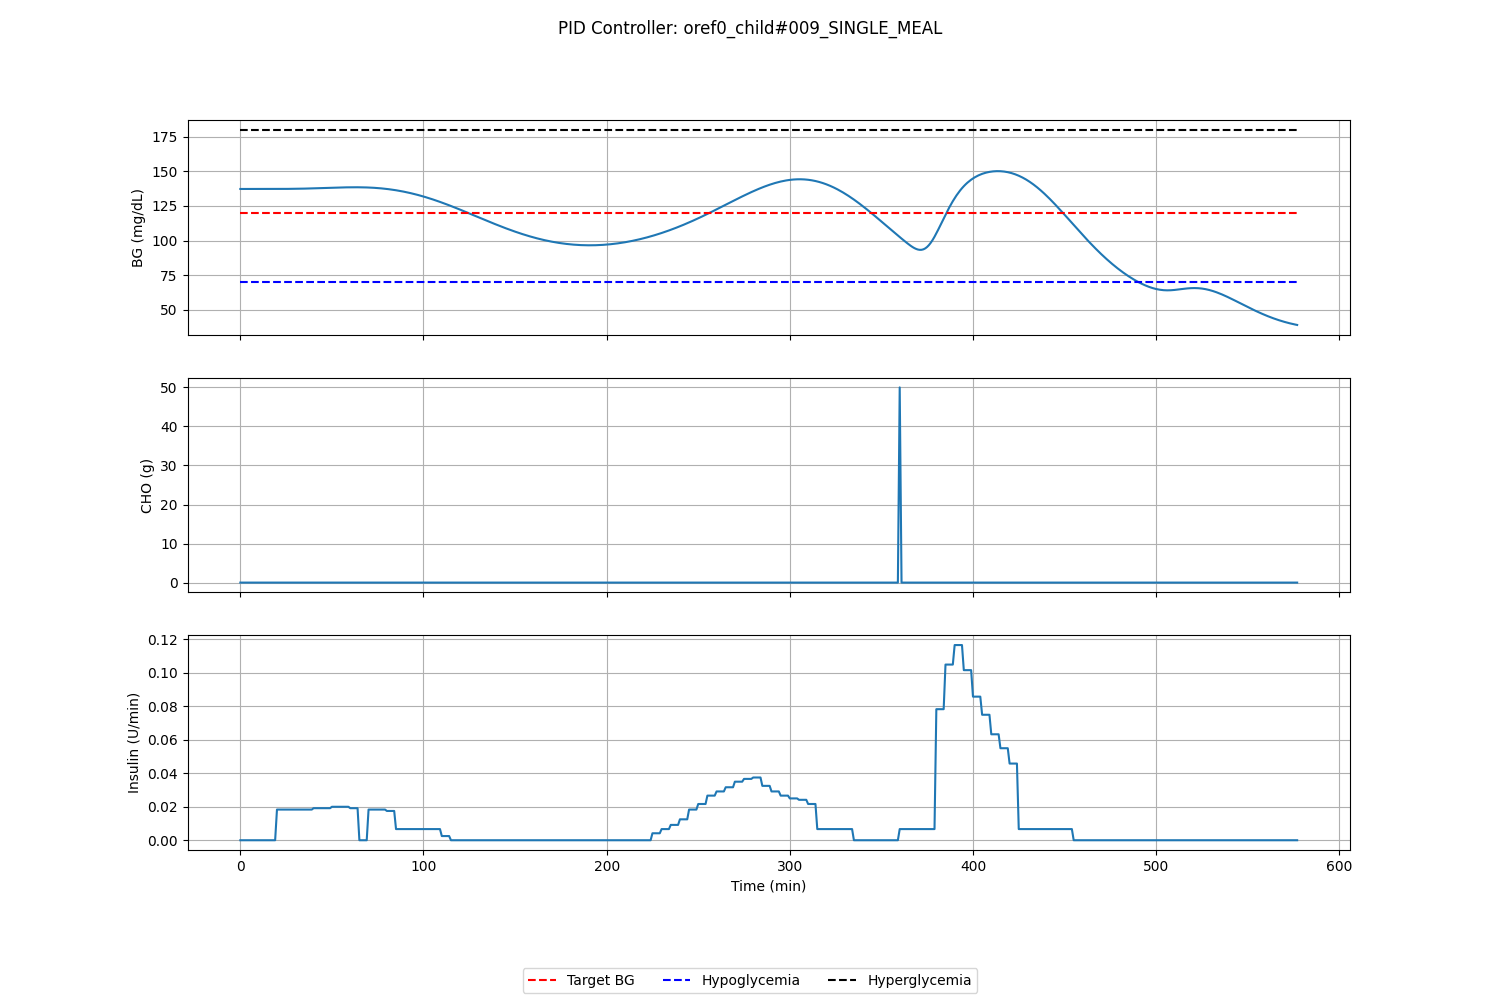 PID Controller: oref0_child#009_SINGLE_MEAL
175
150
125
100
75
50
BG (mg/dL)
50
40
30
20
10
0
CHO (g)
0.12
0.10
0.08
0.06
0.04
0.02
0.00
Insulin (U/min)
0 100 200 300 400 500 600
Time (min)
Target BG Hypoglycemia Hyperglycemia